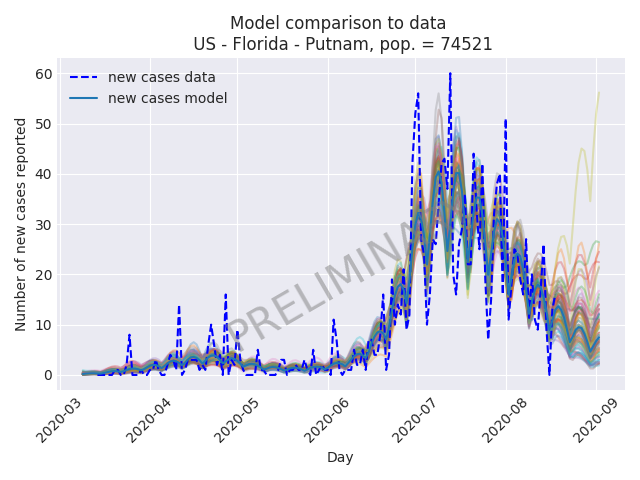 Model comparison to data
US - Florida - Putnam, pop. = 74521
new cases data
new cases model
PRELIMINA
Number of new cases reported
60
50
40
30
20
10
0
2020-03
2020-04
2020-05
2020-06
2020-07
2020-08
2020-09
Day